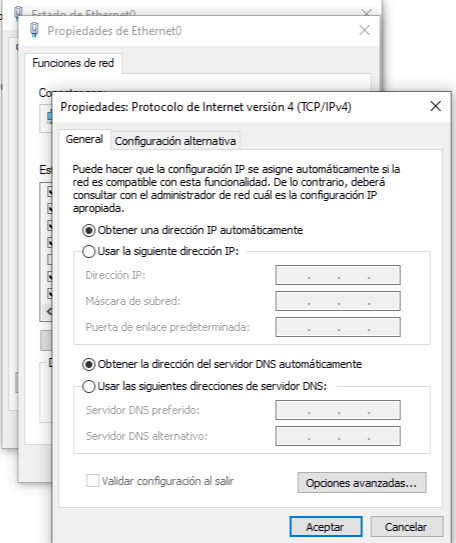 Estado de Ethernet0
Propiedades de Ethernet0
Funciones de red
Propiedades: Protocolo de Internet versión 4 (TCP/IPv4)
General
Configuración alternativa
Puede hacer que la configuración IP se asigne automáticamente si la
red es compatible con esta funcionalidad. De lo contrario, deberá
consultar con el administrador de red cuál es la configuración IP
apropiada.
Obtener una dirección IP automáticamente
Usar la siguiente dirección IP:
Dirección IP:
Máscara de subred:
Puerta de enlace predeterminada:
Obtener la dirección del servidor DNS automáticamente
Usar las siguientes direcciones de servidor DNS:
Servidor DNS preferido:
Servidor DNS alternativo:
Validar configuración al salir
Opciones avanzadas...
Aceptar
Cancelar